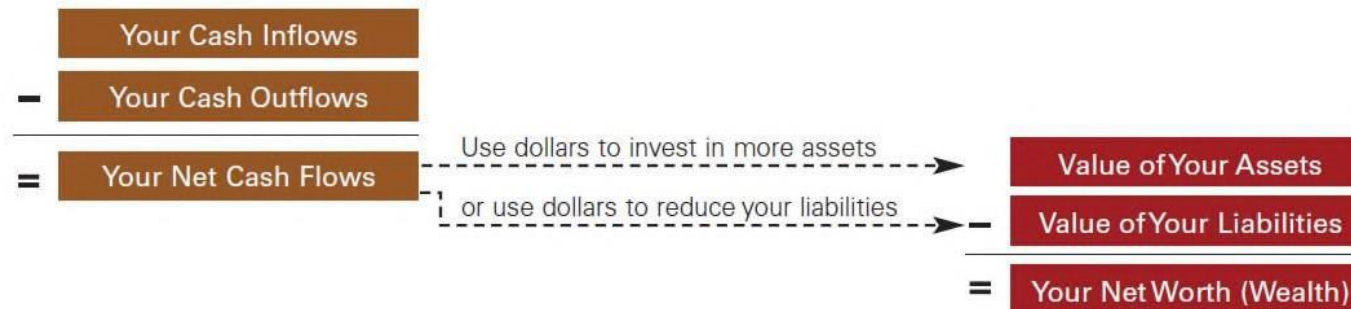 Your Cash Inflows
– Your Cash Outflows
= Your Net Cash Flows
Use dollars to invest in more assets
or use dollars to reduce your liabilities
Value of Your Assets
– Value of Your Liabilities
= Your Net Worth (Wealth)